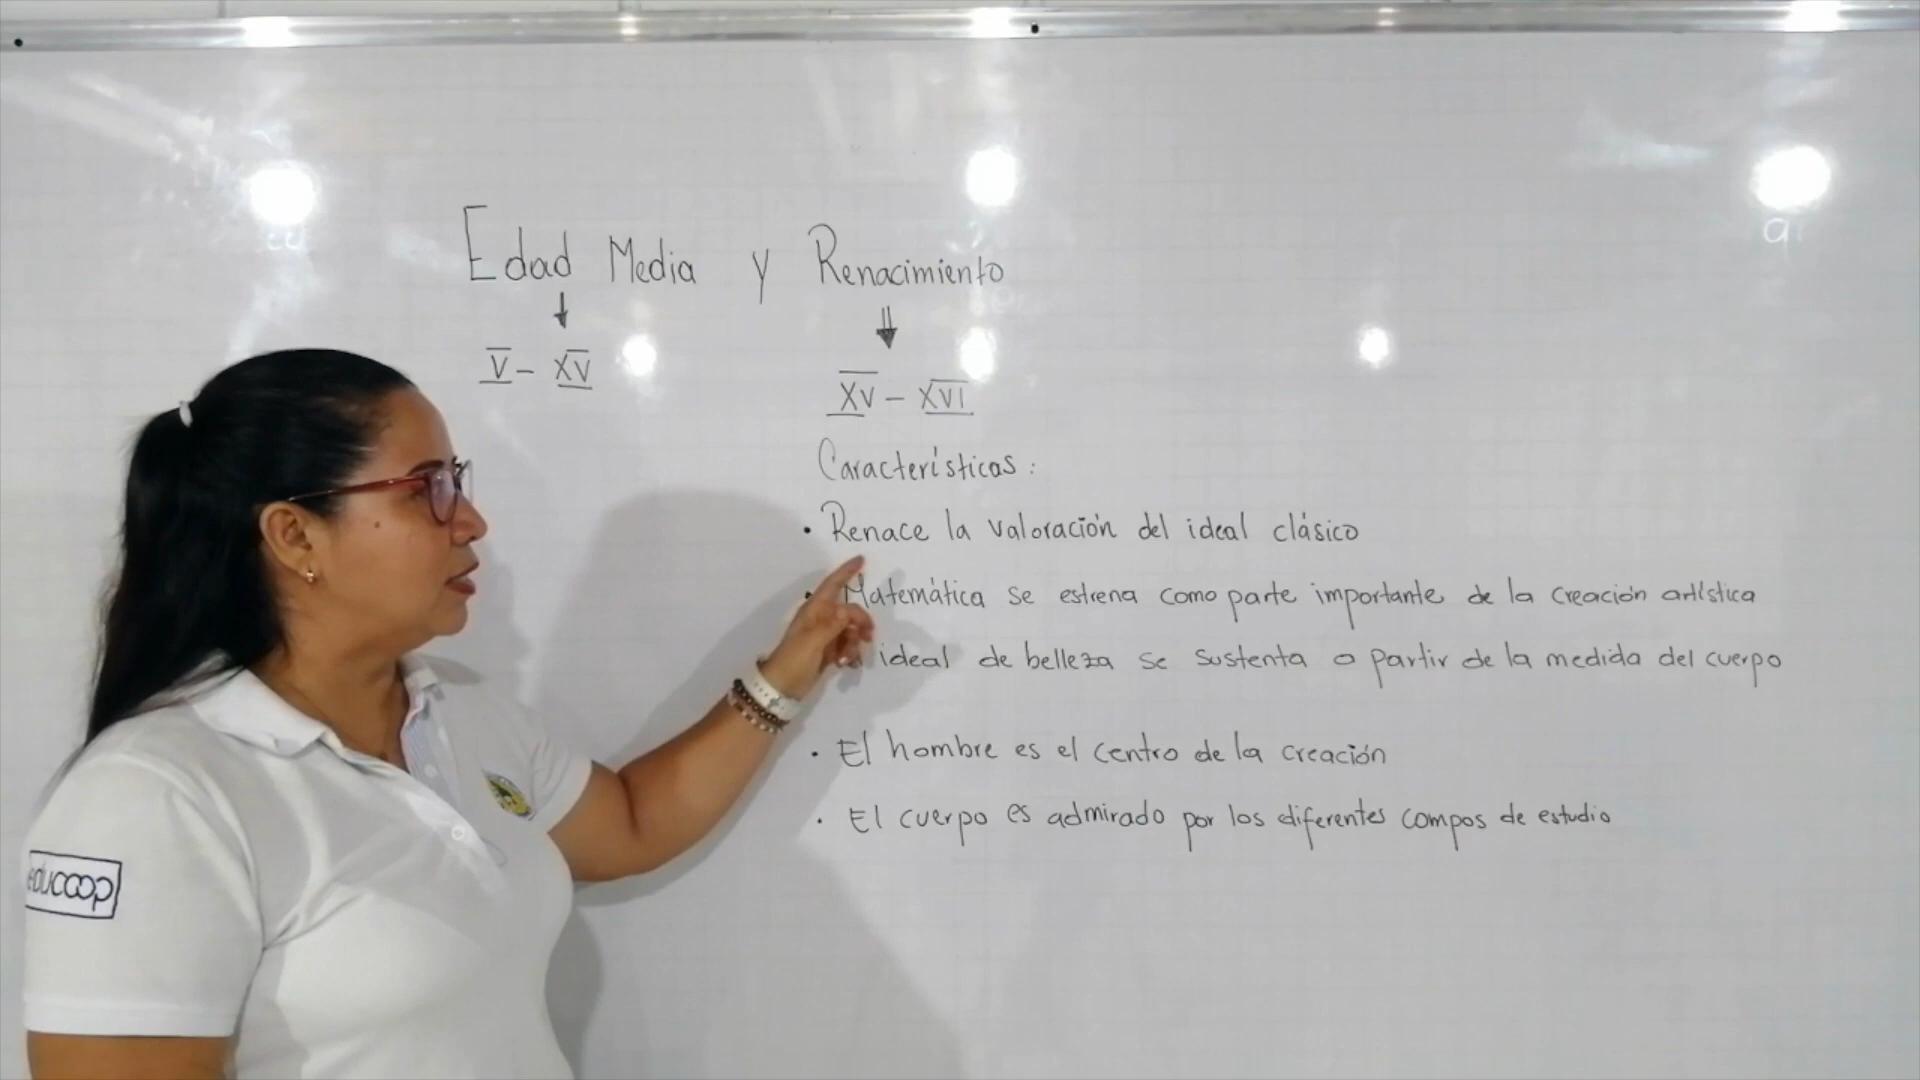 Edad Media y Renacimiento
V - XV
XV - XVI
Características:
• Renace la valoración del ideal clásico
• Matemática se estrena como parte importante de la creación artística
ideal de belleza se sustenta a partir de la medida del cuerpo
• El hombre es el centro de la creación
• El cuerpo es admirado por los diferentes campos de estudio
educoop